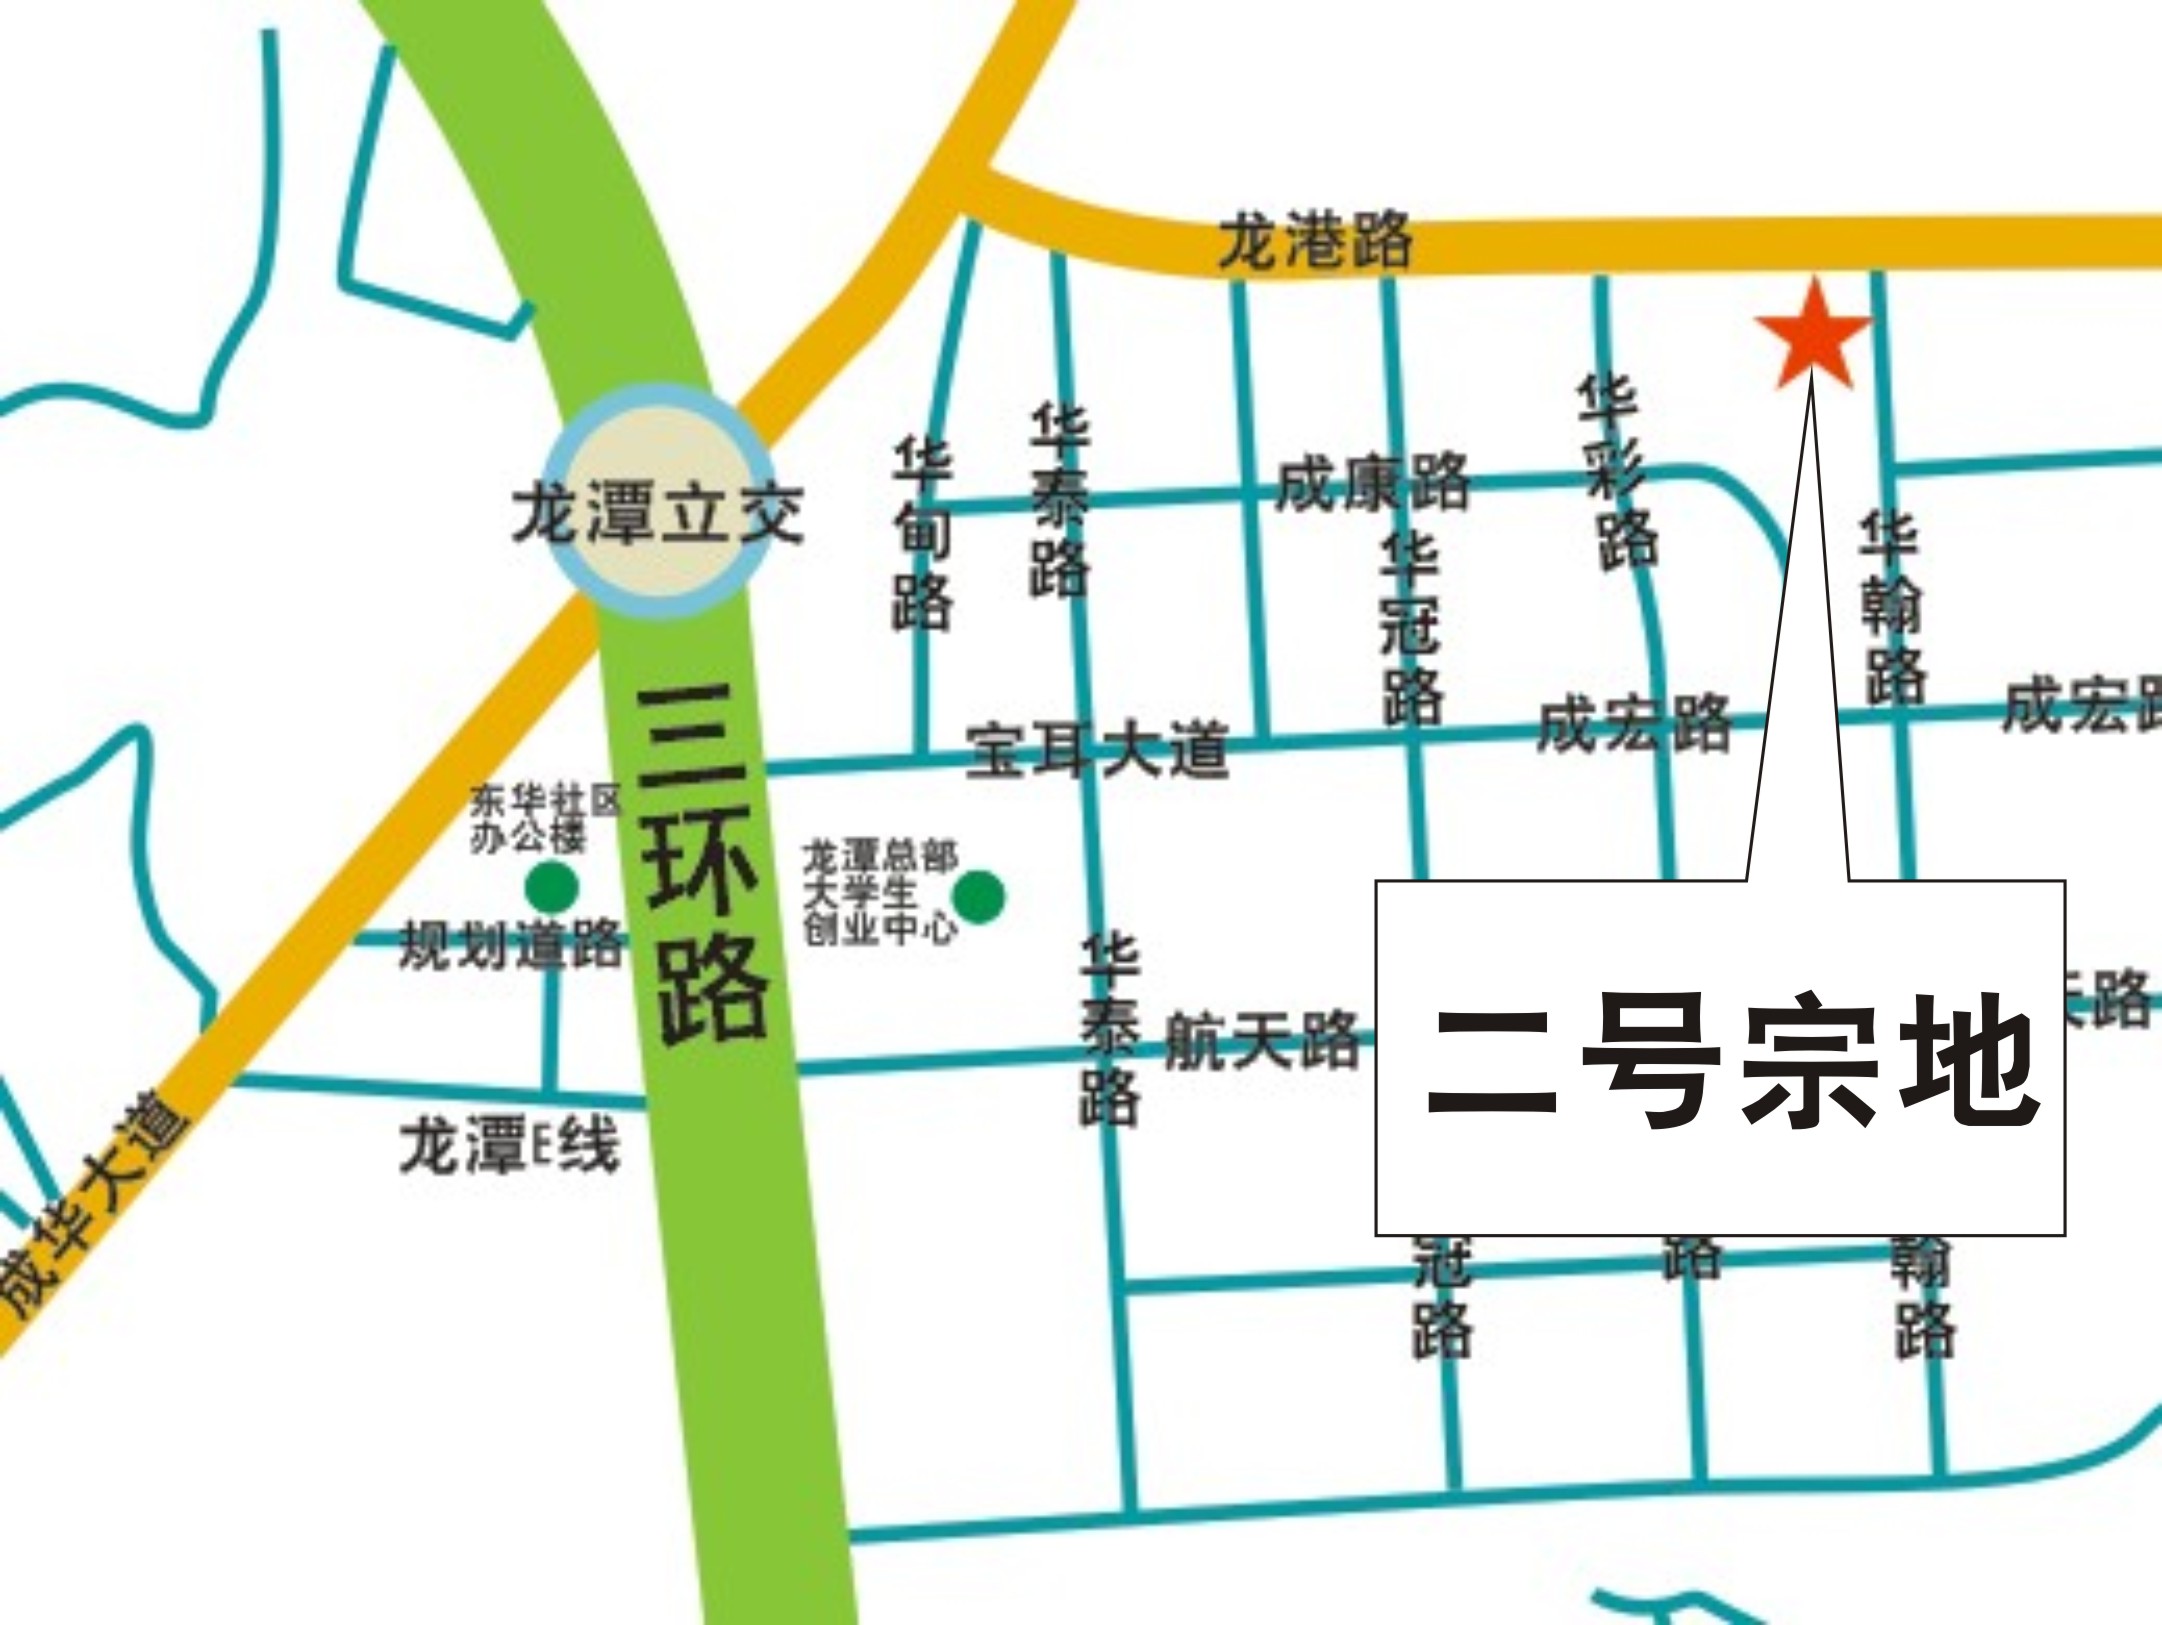 龙港路
华甸路
华泰路
成康路
华冠路
华彩路
华翰路
龙潭立交
三环路
宝耳大道
成宏路
成宏路
东华社区
办公楼
规划道路
龙潭总部
大学生
创业中心
华泰路
航天路
二号宗地
天路
龙潭E线
成华大道
冠路
路
翰路